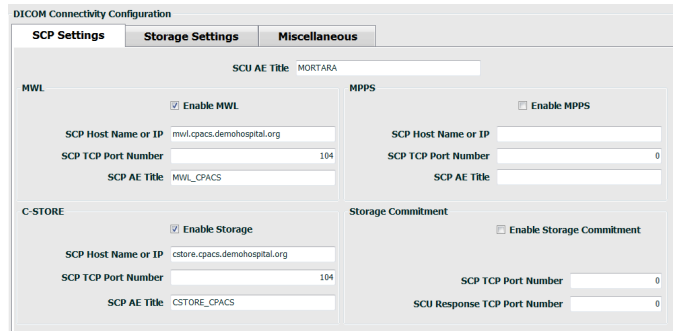 DICOM Connectivity Configuration
SCP Settings Storage Settings Miscellaneous
SCU AE Title MORTARA
MWL
Enable MWL
SCP Host Name or IP mwl.cpacs.demohospital.org
SCP TCP Port Number 104
SCP AE Title MWL_CPACS
MPPS
Enable MPPS
SCP Host Name or IP
SCP TCP Port Number 0
SCP AE Title
C-STORE
Enable Storage
SCP Host Name or IP cstore.cpacs.demohospital.org
SCP TCP Port Number 104
SCP AE Title CSTORE_CPACS
Storage Commitment
Enable Storage Commitment
SCP TCP Port Number 0
SCU Response TCP Port Number 0